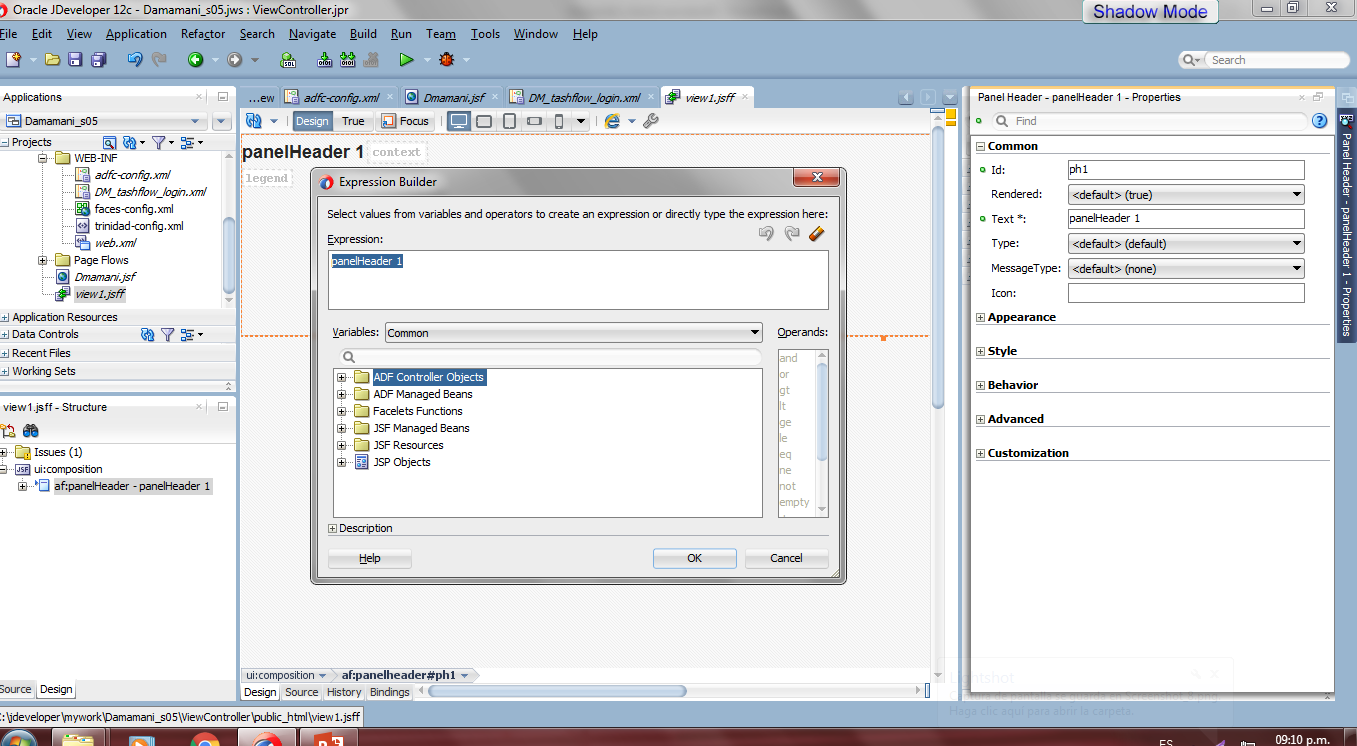 Oracle JDeveloper 12c - Damamani_s05.jws : ViewController.jpr
Shadow Mode
File Edit View Application Refactor Search Navigate Build Run Team Tools Window Help
Search
Applications
Damamani_s05
Projects
WEB-INF
adfc-config.xml
DM_tashflow_login.xml
faces-config.xml
trinidad-config.xml
web.xml
Page Flows
Dmamani.jsf
view1.jsff
Application Resources
Data Controls
Recent Files
Working Sets
view1.jsff - Structure
Issues (1)
ui:composition
af:panelHeader - panelHeader 1
Source Design
...ew adfc-config.xml Dmamani.jsf DM_tashflow_login.xml view1.jsff
Design True Focus
panelHeader 1 context
legend
Expression Builder
Select values from variables and operators to create an expression or directly type the expression here:
Expression:
panelHeader 1
Variables: Common Operands:
ADF Controller Objects
ADF Managed Beans
Facelets Functions
JSF Managed Beans
JSF Resources
JSP Objects
and
or
gt
lt
ge
le
eq
ne
not
empty
Description
Help OK Cancel
ui:composition af:panelheader#ph1
Design Source History Bindings
Panel Header - panelHeader 1 - Properties
Find
Common
Id: ph1
Rendered: <default> (true)
Text *: panelHeader 1
Type: <default> (default)
MessageType: <default> (none)
Icon:
Appearance
Style
Behavior
Advanced
Customization
Panel Header - panelHeader 1 - Properties
Lightshot
Haga clic aquí para abrir la carpeta.
C:\jdeveloper\mywork\Damamani_s05\ViewController\public_html\view1.jsff
ES
09:10 p.m.